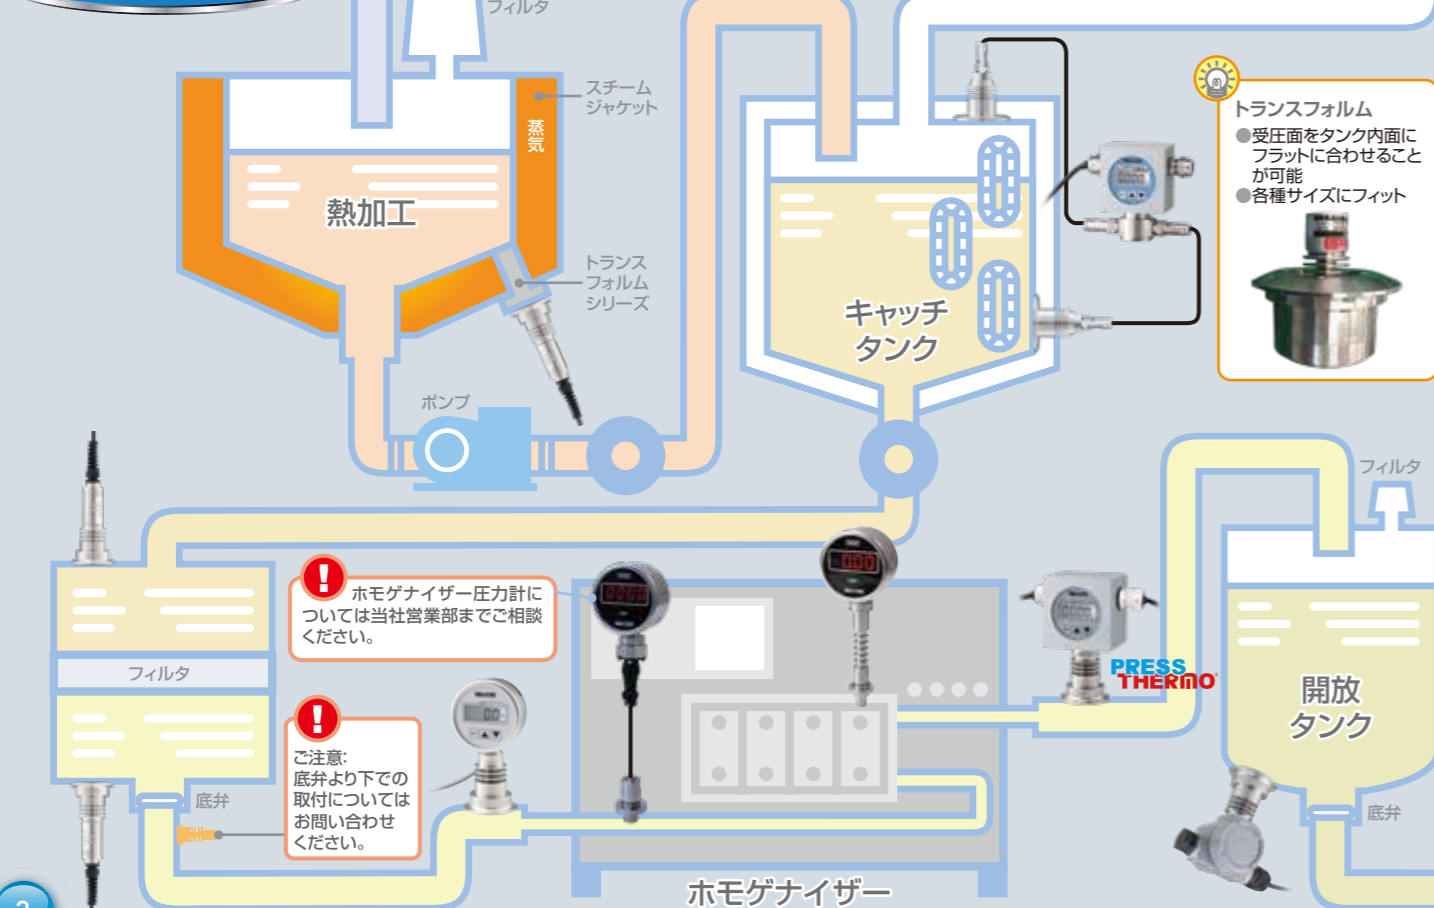 フィルタ
スチーム
ジャケット
蒸気
熱加工
トランス
フォルム
シリーズ
ポンプ
キャッチ
タンク
トランスフォルム
●受圧面をタンク内面に
フラットに合わせること
が可能
●各種サイズにフィット
フィルタ
!
ホモゲナイザー圧力計に
ついては当社営業部までご相談
ください。
フィルタ
!
ご注意:
底弁より下での
取付については
お問い合わせ
ください。
底弁
PRESS
THERMO
開放
タンク
底弁
ホモゲナイザー